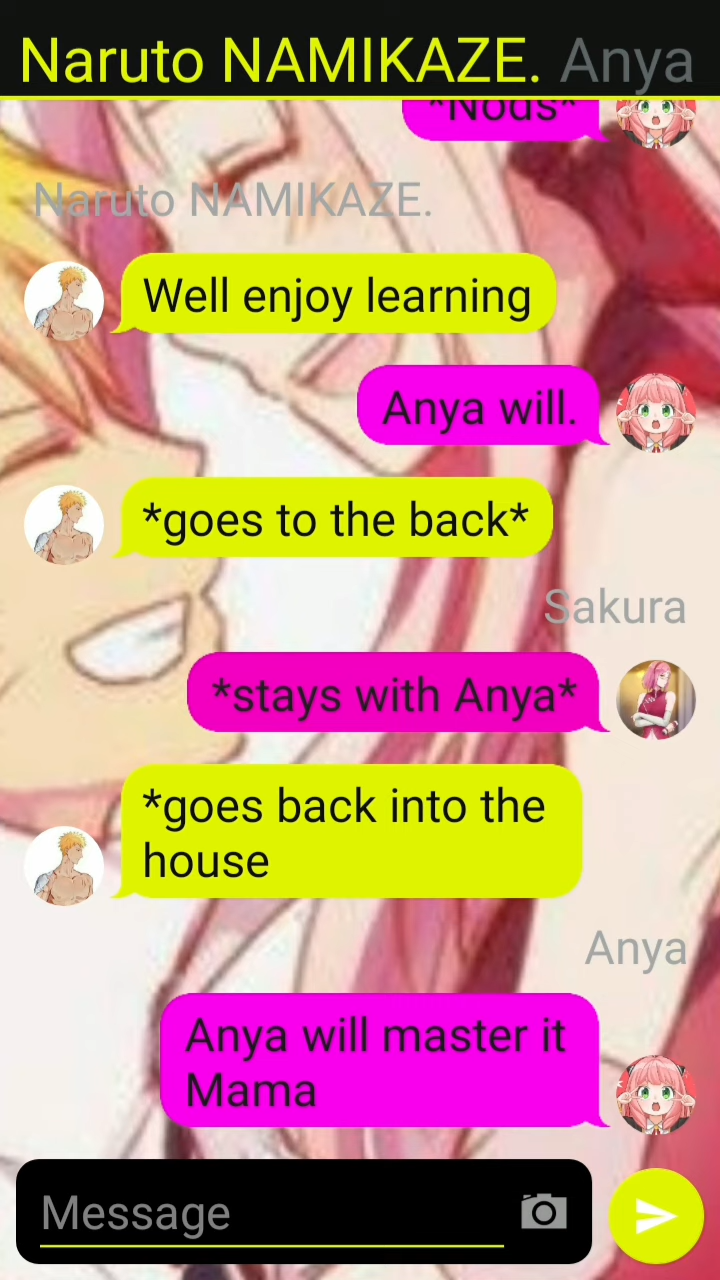 Naruto NAMIKAZE. Anya
*Nods*
Naruto NAMIKAZE.
Well enjoy learning
Anya will.
*goes to the back*
Sakura
*stays with Anya*
*goes back into the
house
Anya
Anya will master it
Mama
Message